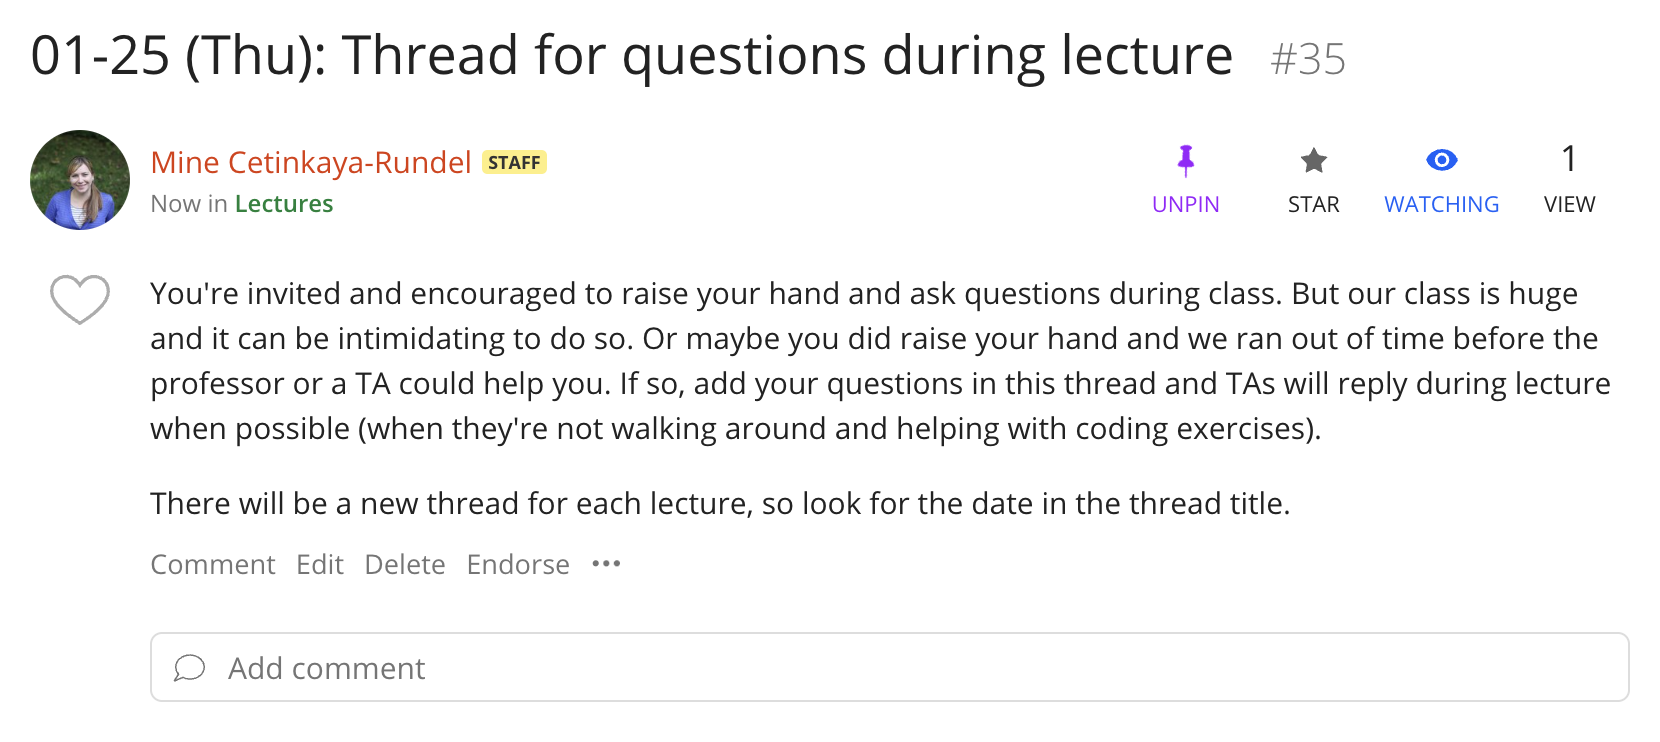 01-25 (Thu): Thread for questions during lecture #35
Mine Cetinkaya-Rundel STAFF
Now in Lectures
UNPIN
STAR
WATCHING
1
VIEW
You're invited and encouraged to raise your hand and ask questions during class. But our class is huge
and it can be intimidating to do so. Or maybe you did raise your hand and we ran out of time before the
professor or a TA could help you. If so, add your questions in this thread and TAs will reply during lecture
when possible (when they're not walking around and helping with coding exercises).
There will be a new thread for each lecture, so look for the date in the thread title.
Comment Edit Delete Endorse •••
Add comment